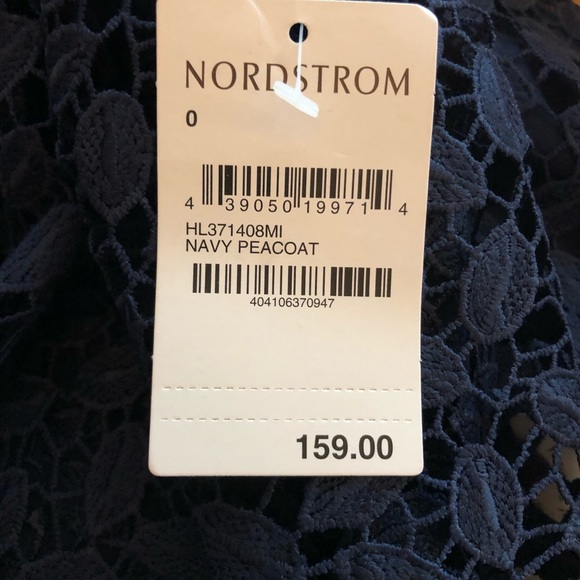 NORDSTROM
0
4 39050 19971 4
HL371408MI
NAVY PEACOAT
404106370947
159.00